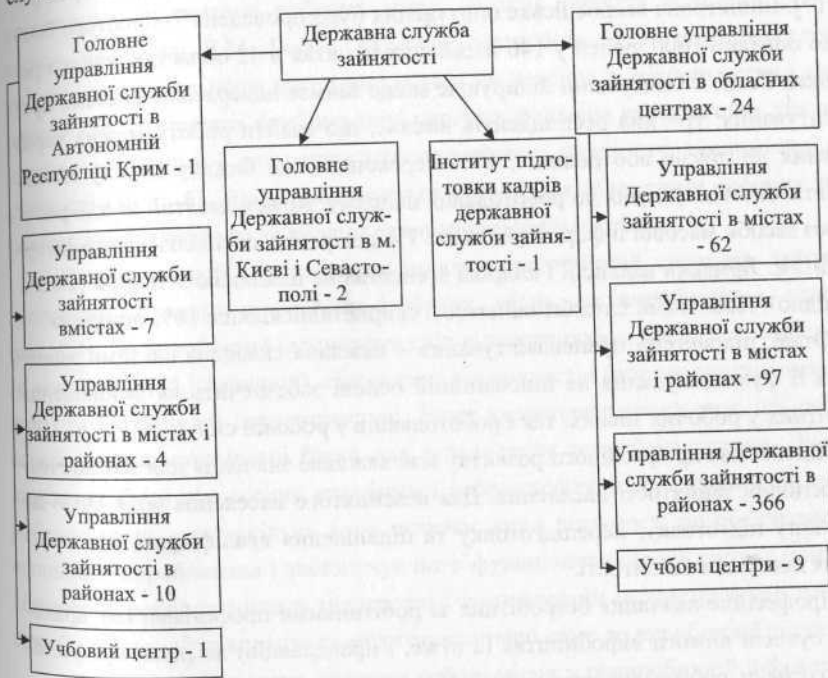 Державна служба
зайнятості
Головне
управління
Державної служби
зайнятості в
Автономній
Республіці Крим - 1
Управління
Державної служби
зайнятості
вмістах - 7
Управління
Державної служби
зайнятості в містах і
районах - 4
Управління
Державної служби
зайнятості в
районах - 10
Учбовий центр - 1
Головне
управління
Державної служ-
би зайнятості в м.
Києві і Севасто-
полі - 2
Інститут підго-
товки кадрів
державної
служби зайня-
тості - 1
Головне управління
Державної служби
зайнятості в обласних
центрах - 24
Управління
Державної служби
зайнятості в містах
- 62
Управління
Державної служби
зайнятості в містах
і районах - 97
Управління Державної
служби зайнятості в
районах - 366
Учбові центри - 9